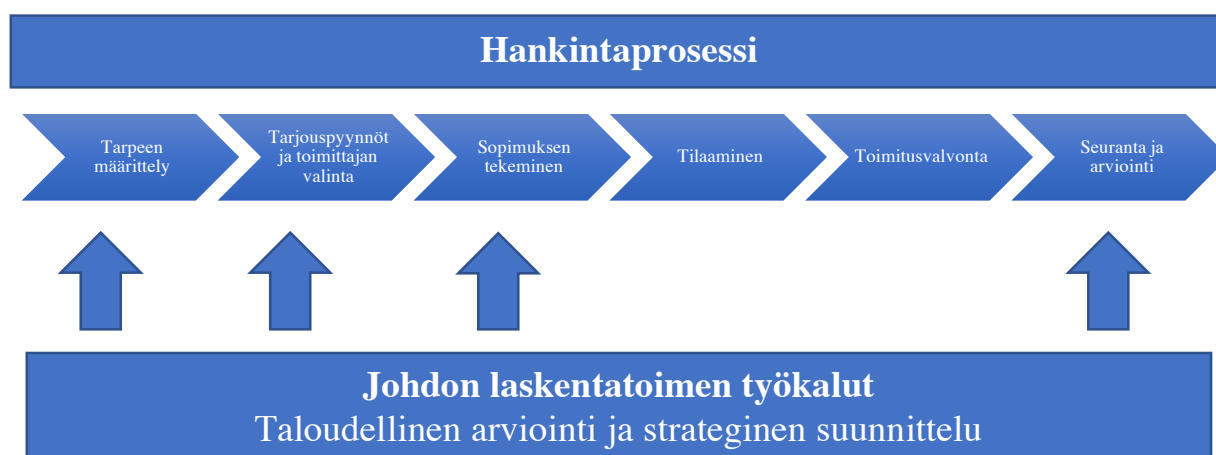 Hankintaprosessi
Tarpeen
määrittely
Tarjouspyynnöt
ja toimittajan
valinta
Sopimuksen
tekeminen
Tilaaminen
Toimitusvalvonta
Seuranta ja
arviointi
Johdon laskentatoimen työkalut
Taloudellinen arviointi ja strateginen suunnittelu